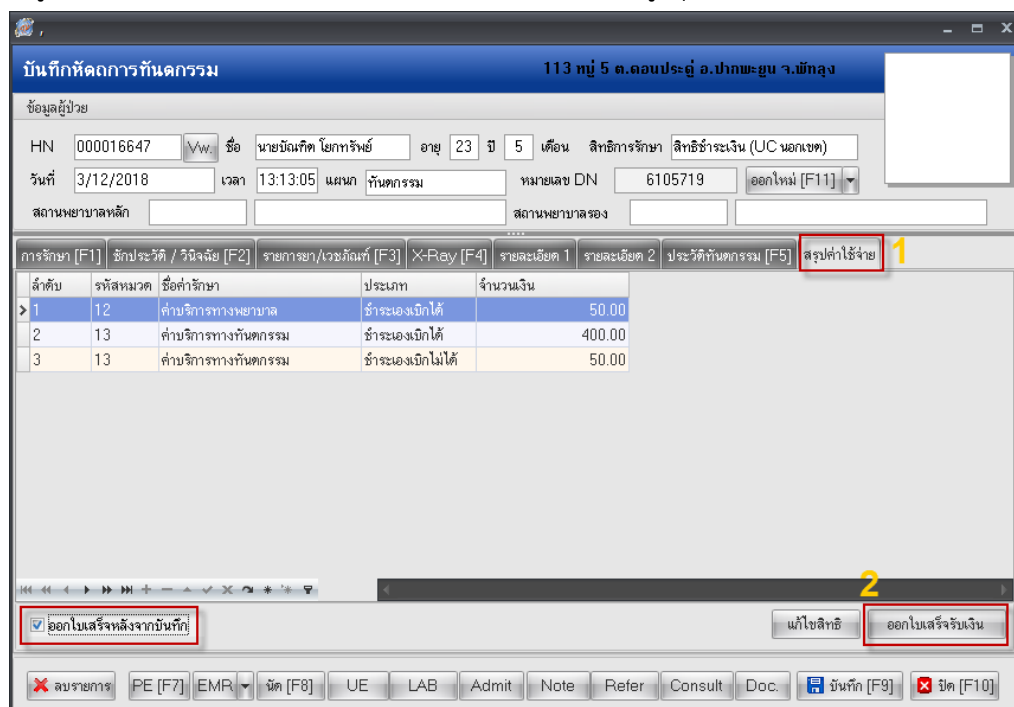 ,
บันทึกหัตถการทันตกรรม 113 หมู่ 5 ต.ดอนประดู่ อ.ปากพะยูน จ.พัทลุง
ข้อมูลผู้ป่วย
HN 000016647 Vw. ชื่อ นายบัณฑิต โยกทรัพย์ อายุ 23 ปี 5 เดือน สิทธิการรักษา สิทธิชำระเงิน (UC นอกเขต)
วันที่ 3/12/2018 เวลา 13:13:05 แผนก ทันตกรรม หมายเลข DN 6105719 ออกใหม่ [F11]
สถานพยาบาลหลัก สถานพยาบาลรอง
การรักษา [F1] ซักประวัติ / วินิจฉัย [F2] รายการยา/เวชภัณฑ์ [F3] X-Ray [F4] รายละเอียด 1 รายละเอียด 2 ประวัติทันตกรรม [F5] สรุปค่าใช้จ่าย 1
ลำดับ รหัสหมวด ชื่อค่ารักษา ประเภท จำนวนเงิน
1 12 ค่าบริการทางพยาบาล ชำระเองเบิกได้ 50.00
2 13 ค่าบริการทางทันตกรรม ชำระเองเบิกได้ 400.00
3 13 ค่าบริการทางทันตกรรม ชำระเองเบิกไม่ได้ 50.00
2
ออกใบเสร็จหลังจากบันทึก แก้ไขสิทธิ ออกใบเสร็จรับเงิน
ลบรายการ PE [F7] EMR นัด [F8] UE LAB Admit Note Refer Consult Doc. บันทึก [F9] ปิด [F10]